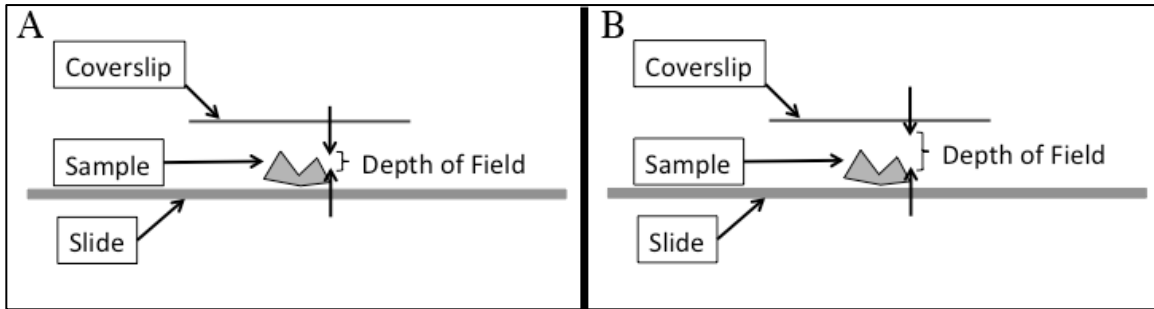 A
Coverslip
Sample
Depth of Field
Slide
B
Coverslip
Sample
Depth of Field
Slide